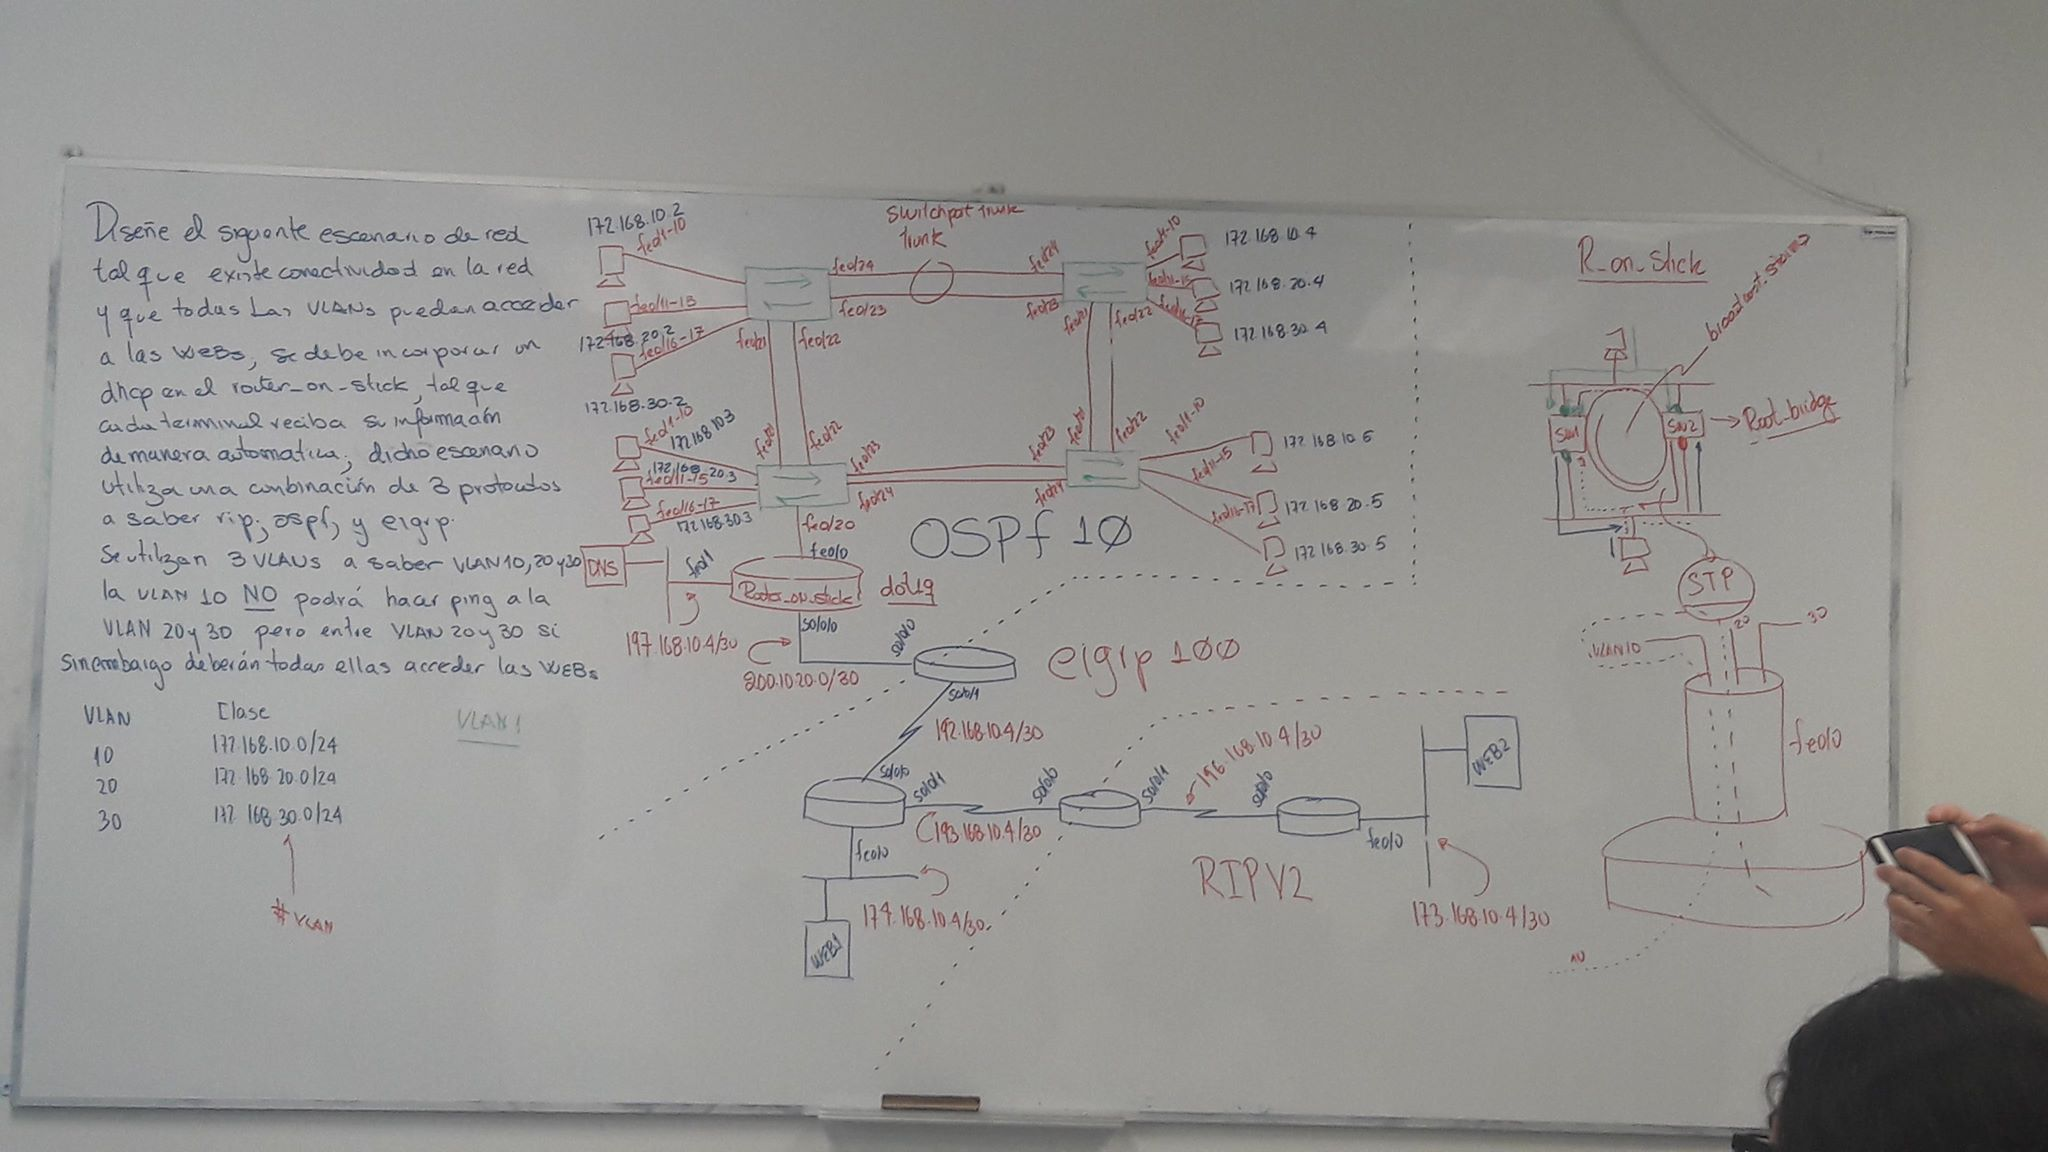 Diseñe el siguiente escenario de red
tal que existe conectividad en la red
y que todas Las VLANs puedan acceder
a las WEBs, se debe incorporar un
dhcp en el router_on_stick, tal que
cada terminal reciba su información
de manera automatica; dicho escenario
utiliza una conbinación de 3 protocolos
a saber rip, ospf, y eigrp.
Se utilizan 3 VLANs a saber VLAN10, 20 y 30
la VLAN 10 NO podrá hacer ping a la
VLAN 20 y 30 pero entre VLAN 20 y 30 si
sin embargo deberán todas ellas acceder las WEBs
VLAN Clase
10 172.168.10.0/24
20 172.168.20.0/24
30 172.168.30.0/24
# VLAN
VLAN 1
172.168.10.2
fe0/1-10
fe0/11-15
172.168.20.2
fe0/16-17
172.168.30.2
switchport trunk
trunk
fe0/24
fe0/23
fe0/21
fe0/22
fe0/24
fe0/23
fe0/21
fe0/22
fe0/1-10
172.168.10.4
fe0/11-15
172.168.20.4
172.168.30.4
fe0/1-10
172.168.10.3
172.168.20.3
fe0/11-15
fe0/16-17
172.168.30.3
fe0/22
fe0/23
fe0/24
fe0/20
fe0/23
fe0/24
fe0/22
fe0/1-10
172.168.10.5
fe0/11-15
172.168.20.5
fe0/16-17
172.168.30.5
OSPf 10
DNS
fe0/1
fe0/0
Router_on_stick
dot1q
197.168.10.4/30
s0/0/0
s0/0/0
200.10.20.0/30
eigrp 100
s0/0/1
192.168.10.4/30
s0/0/0
s0/0/1
193.168.10.4/30
s0/0/0
s0/0/1
196.168.10.4/30
s0/0/0
fe0/0
WEB2
173.168.10.4/30
RIPV2
fe0/0
174.168.10.4/30
WEB1
R_on_stick
broadcast_storm
SW1
SW2
Root_bridge
STP
VLAN10
20
30
fe0/0